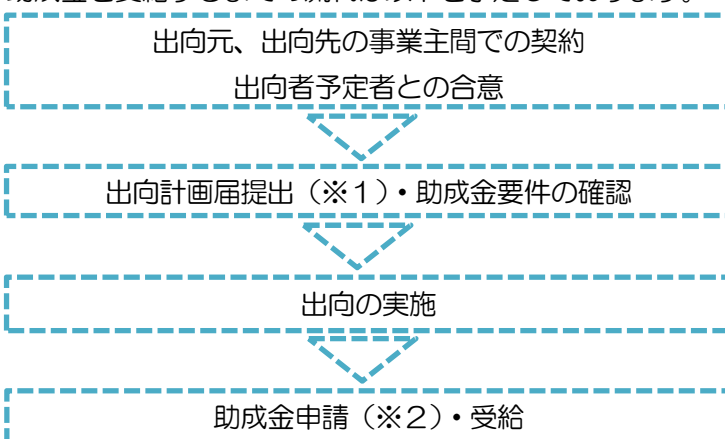 出向元、出向先の事業主間での契約
出向者予定者との合意
出向計画届提出（※１）・助成金要件の確認
出向の実施
助成金申請（※２）・受給